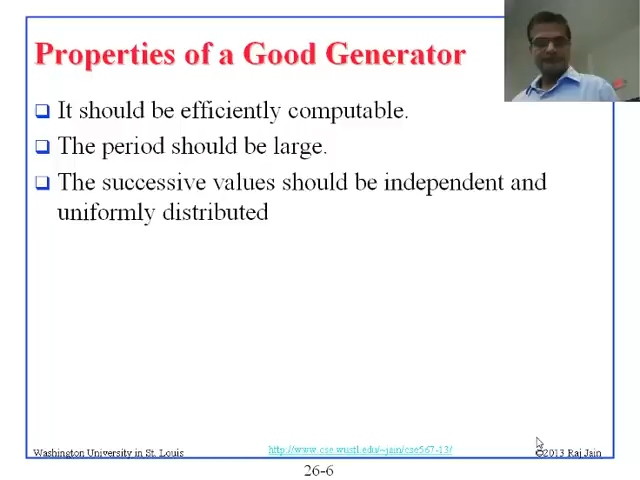 Properties of a Good Generator
It should be efficiently computable.
The period should be large.
The successive values should be independent and
uniformly distributed
Washington University in St. Louis
http://www.cse.wustl.edu/~jain/cse567-13/
©2013 Raj Jain
26-6